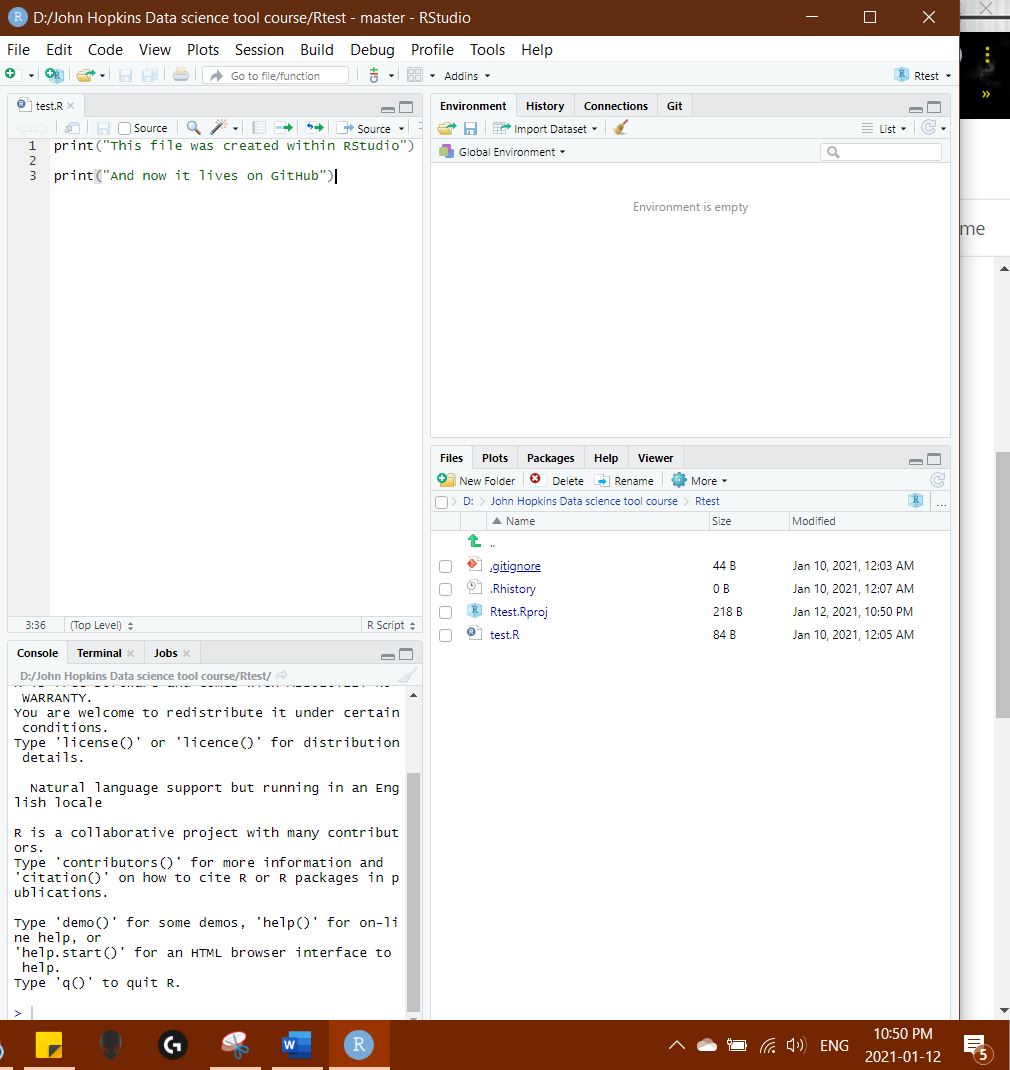 D:/John Hopkins Data science tool course/Rtest - master - RStudio
File Edit Code View Plots Session Build Debug Profile Tools Help
Go to file/function Addins Rtest
test.R
Source Source
1 print("This file was created within RStudio")
2
3 print("And now it lives on GitHub")
3:36 (Top Level) R Script
Environment History Connections Git
Import Dataset List
Global Environment
Environment is empty
me
Files Plots Packages Help Viewer
New Folder Delete Rename More
D: John Hopkins Data science tool course Rtest ...
Name Size Modified
..
.gitignore 44 B Jan 10, 2021, 12:03 AM
.Rhistory 0 B Jan 10, 2021, 12:07 AM
Rtest.Rproj 218 B Jan 12, 2021, 10:50 PM
test.R 84 B Jan 10, 2021, 12:05 AM
Console Terminal Jobs
D:/John Hopkins Data science tool course/Rtest/
WARRANTY.
You are welcome to redistribute it under certain
conditions.
Type 'license()' or 'licence()' for distribution
details.
Natural language support but running in an Eng
lish locale
R is a collaborative project with many contribut
ors.
Type 'contributors()' for more information and
'citation()' on how to cite R or R packages in p
ublications.
Type 'demo()' for some demos, 'help()' for on-li
ne help, or
'help.start()' for an HTML browser interface to
help.
Type 'q()' to quit R.
>
ENG
10:50 PM
2021-01-12
5